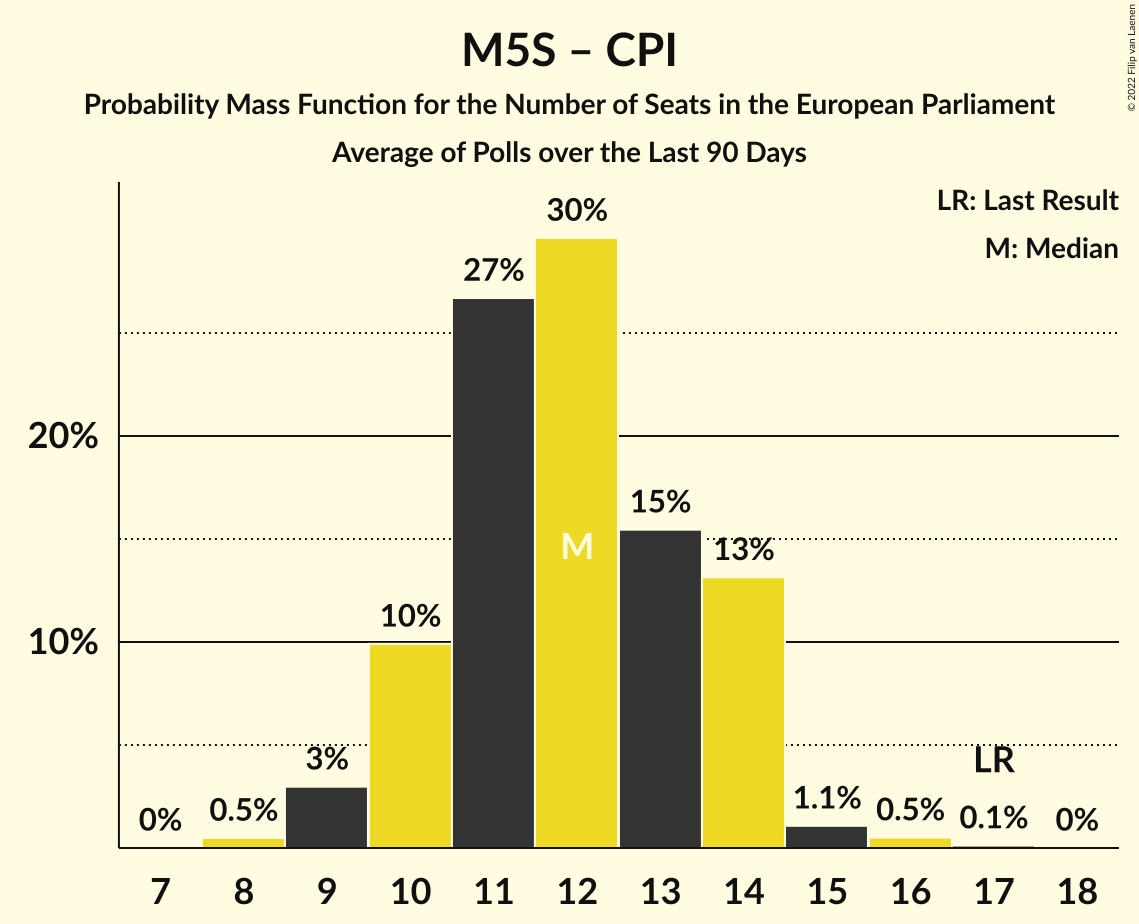 M5S – CPI
Probability Mass Function for the Number of Seats in the European Parliament
Average of Polls over the Last 90 Days
© 2022 Filip van Laenen
LR: Last Result
M: Median
20%
10%
0%
0.5%
3%
10%
27%
30%
M
15%
13%
1.1%
0.5%
LR
0.1%
0%
7 8 9 10 11 12 13 14 15 16 17 18